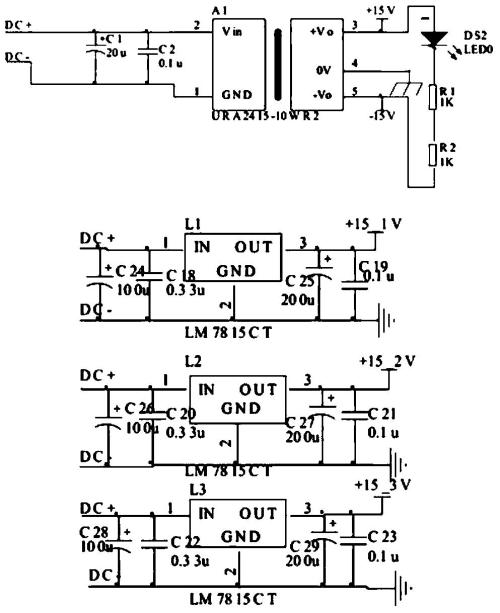 A1
DC+
2
Vin
+Vo
3
+15V
DS2
LED0
C1
20u
C2
0.1u
0V
4
DC-
1
GND
-Vo
5
-15V
R1
1K
URA2415-10WR2
R2
1K
L1
+15_1V
DC+
1
IN OUT
3
GND
C24
100u
C18
0.33u
C25
200u
C19
0.1u
2
DC-
LM7815CT
L2
+15_2V
DC+
1
IN OUT
3
GND
C26
100u
C20
0.33u
C27
200u
C21
0.1u
2
DC
LM7815CT
L3
+15_3V
DC+
1
IN OUT
3
GND
C28
100u
C22
0.33u
C29
200u
C23
0.1u
2
DC
LM7815CT